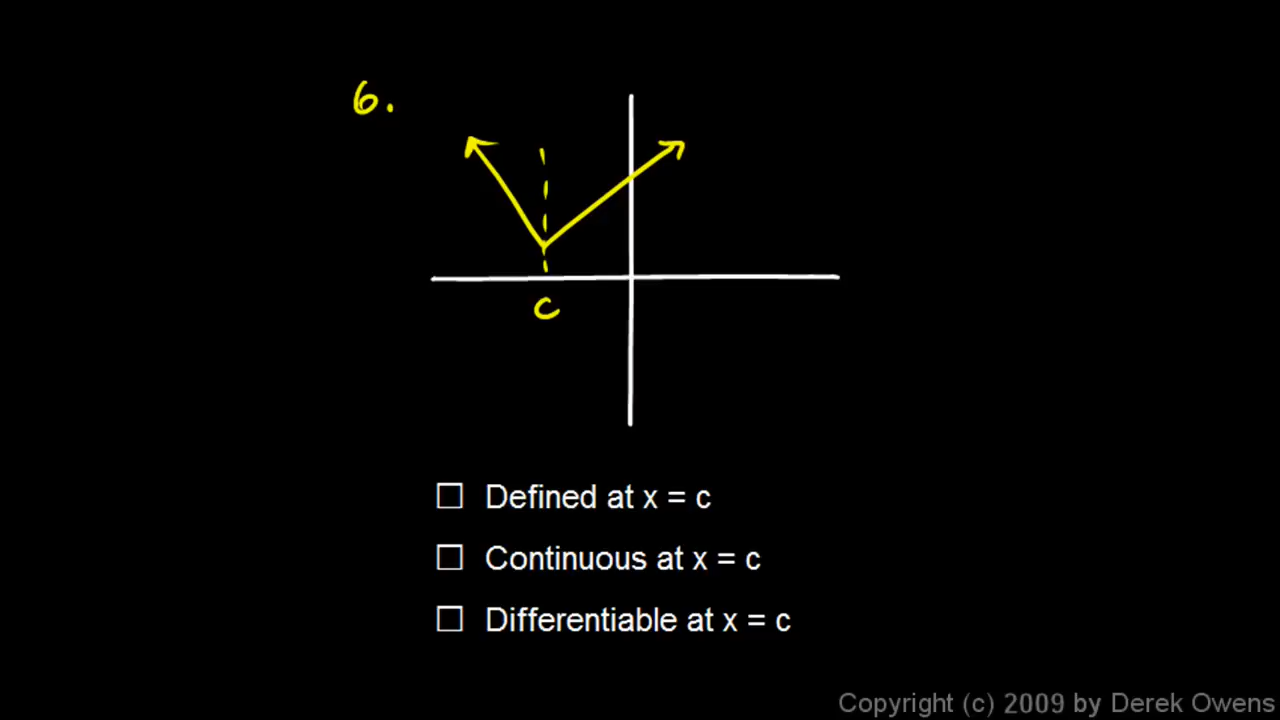 6.
c
☐ Defined at x = c
☐ Continuous at x = c
☐ Differentiable at x = c
Copyright (c) 2009 by Derek Owens